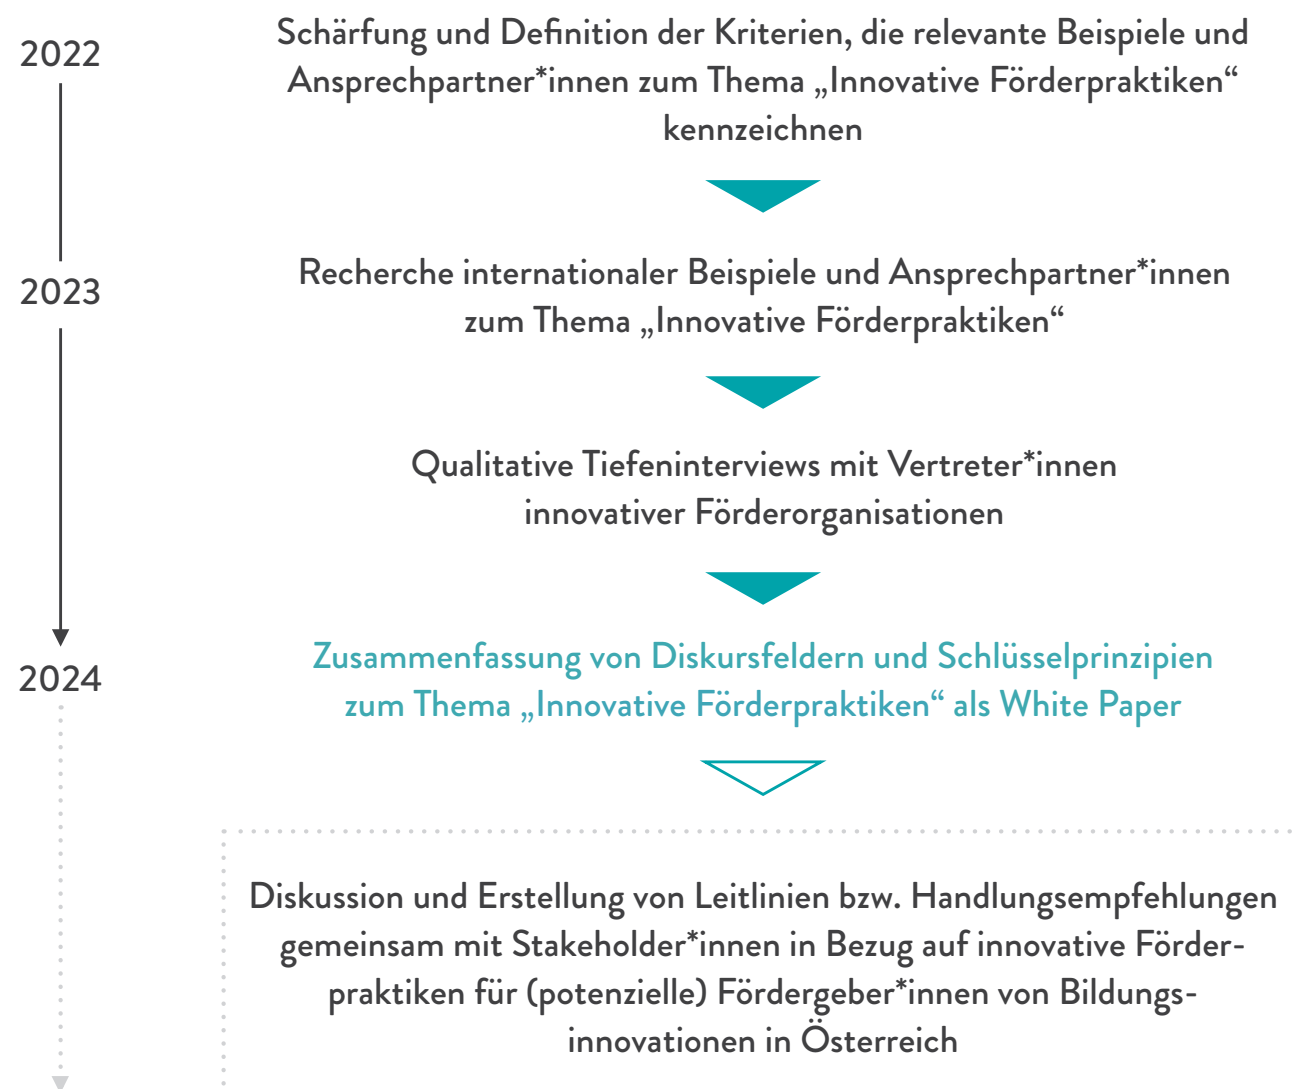 2022
Schärfung und Definition der Kriterien, die relevante Beispiele und
Ansprechpartner*innen zum Thema „Innovative Förderpraktiken“
kennzeichnen
2023
Recherche internationaler Beispiele und Ansprechpartner*innen
zum Thema „Innovative Förderpraktiken“
Qualitative Tiefeninterviews mit Vertreter*innen
innovativer Förderorganisationen
2024
Zusammenfassung von Diskursfeldern und Schlüsselprinzipien
zum Thema „Innovative Förderpraktiken“ als White Paper
Diskussion und Erstellung von Leitlinien bzw. Handlungsempfehlungen
gemeinsam mit Stakeholder*innen in Bezug auf innovative Förder-
praktiken für (potenzielle) Fördergeber*innen von Bildungs-
innovationen in Österreich